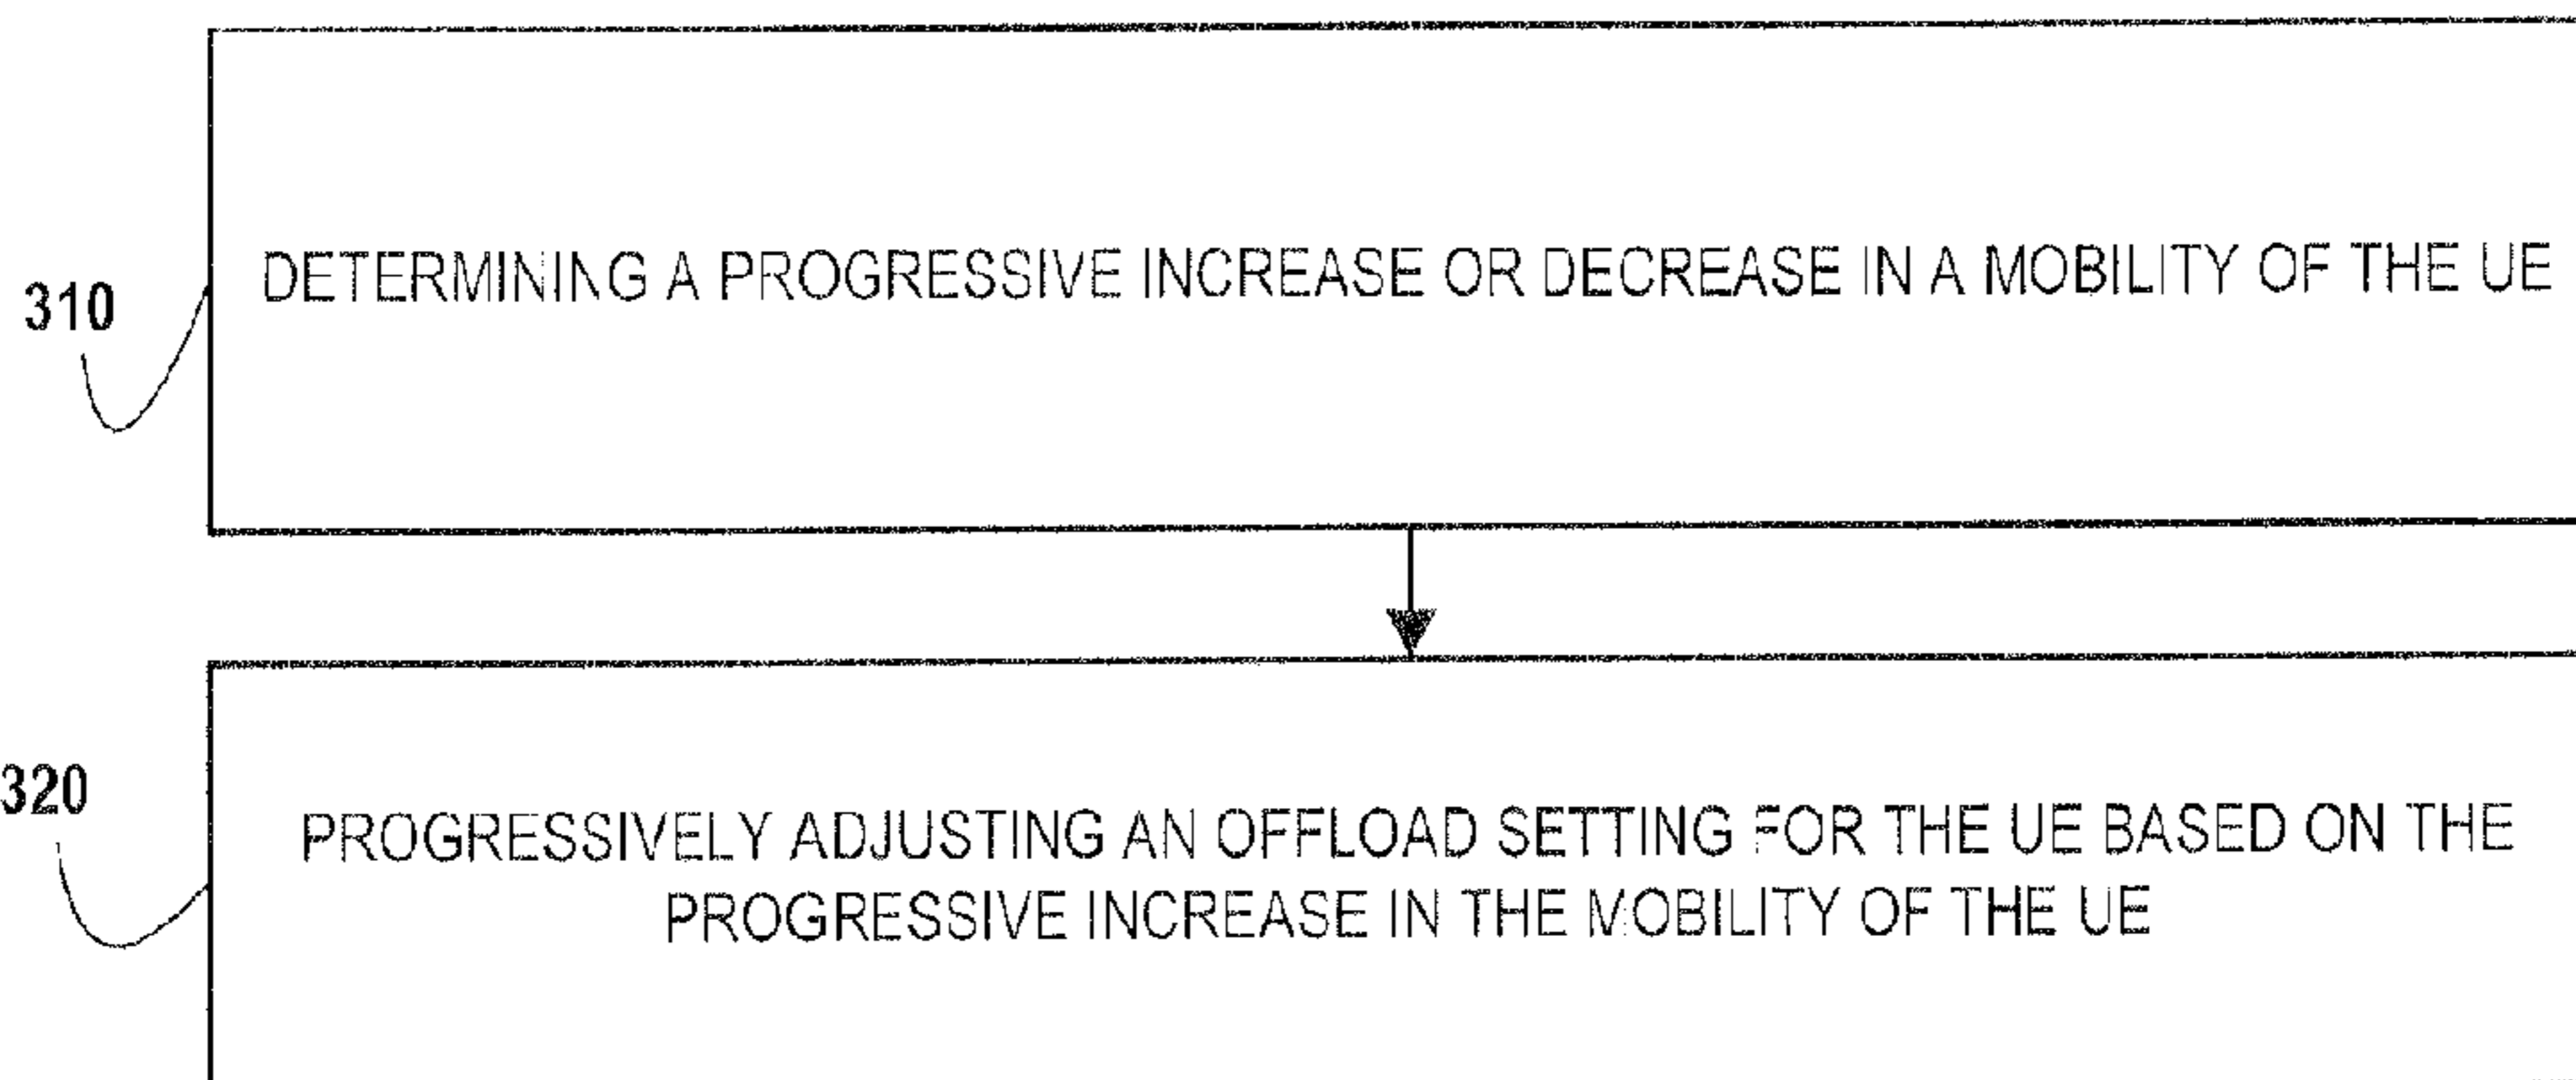 310
DETERMINING A PROGRESSIVE INCREASE OR DECREASE IN A MOBILITY OF THE UE
320
PROGRESSIVELY ADJUSTING AN OFFLOAD SETTING FOR THE UE BASED ON THE
PROGRESSIVE INCREASE IN THE MOBILITY OF THE UE